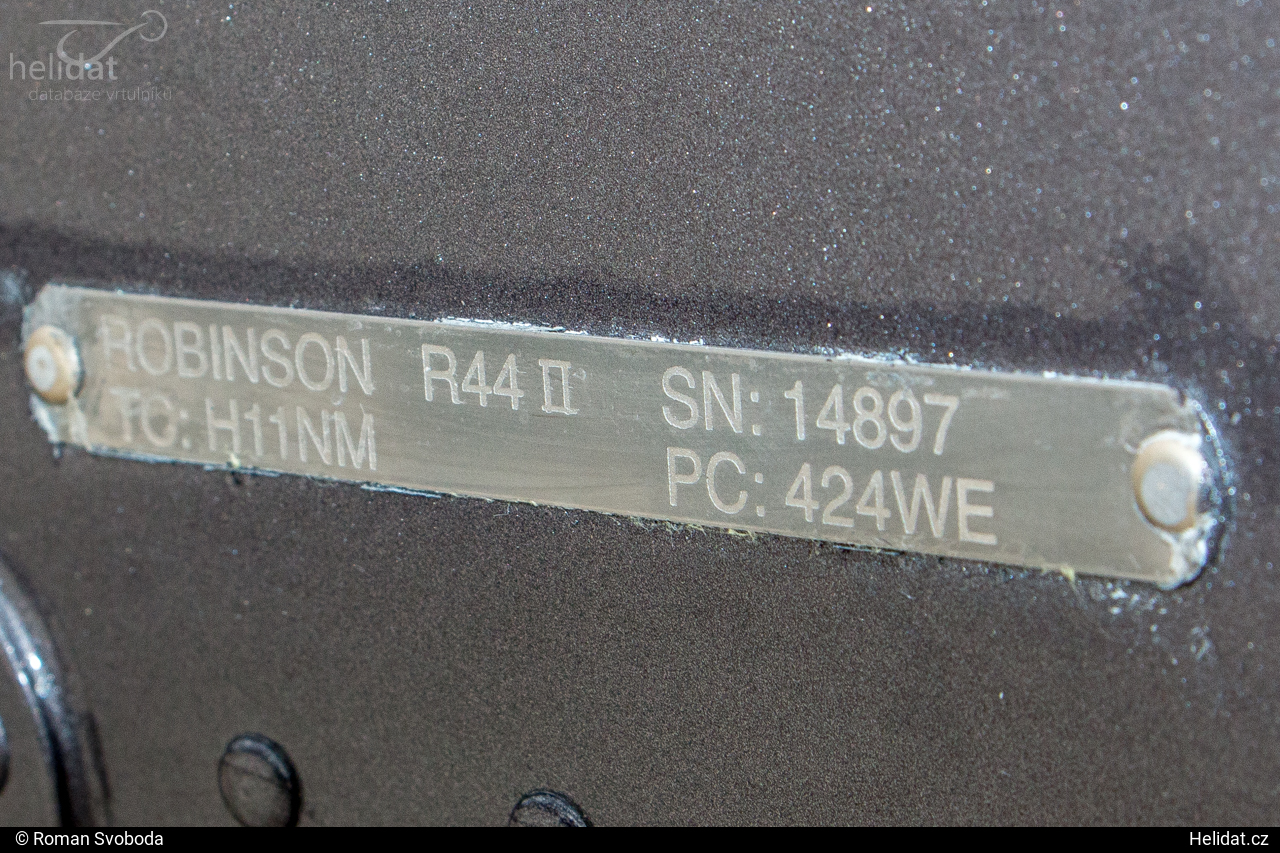 helidat
databáze vrtulníků
ROBINSON R44 II SN: 14897
TC: H11NM PC: 424WE
© Roman Svoboda Helidat.cz